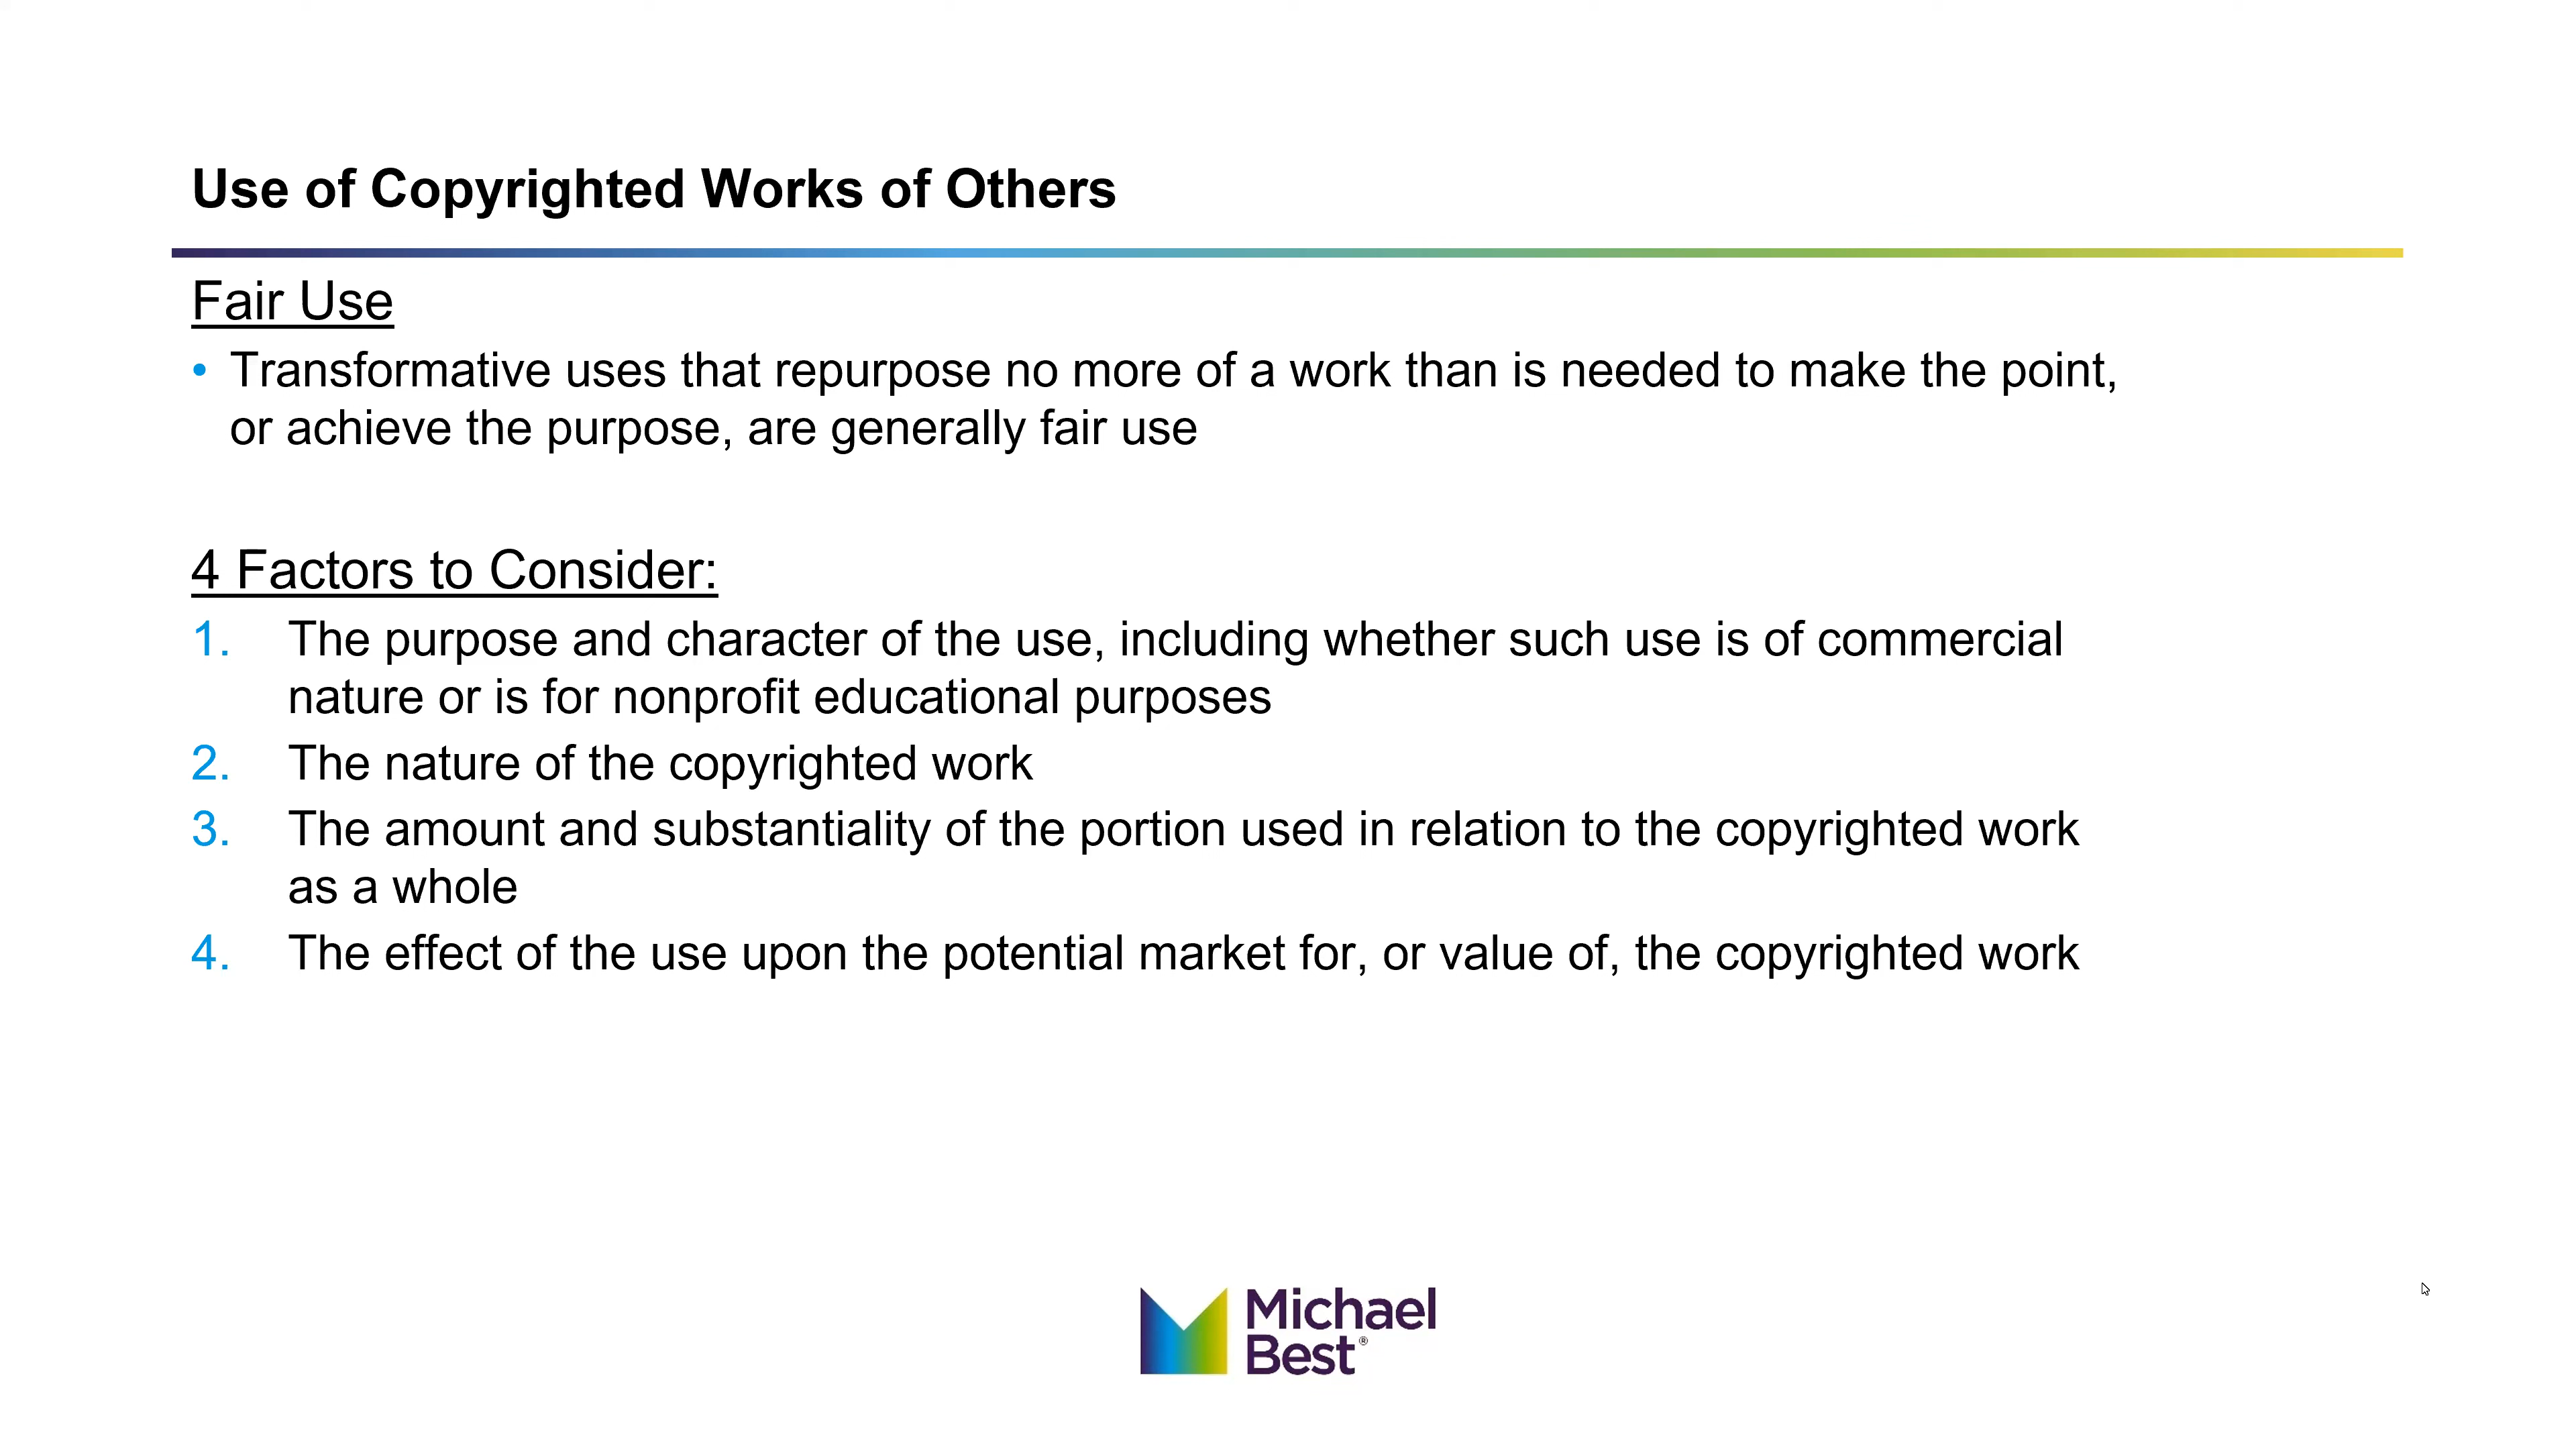 Use of Copyrighted Works of Others
Fair Use
• Transformative uses that repurpose no more of a work than is needed to make the point,
or achieve the purpose, are generally fair use
4 Factors to Consider:
1. The purpose and character of the use, including whether such use is of commercial
nature or is for nonprofit educational purposes
2. The nature of the copyrighted work
3. The amount and substantiality of the portion used in relation to the copyrighted work
as a whole
4. The effect of the use upon the potential market for, or value of, the copyrighted work
Michael
Best®